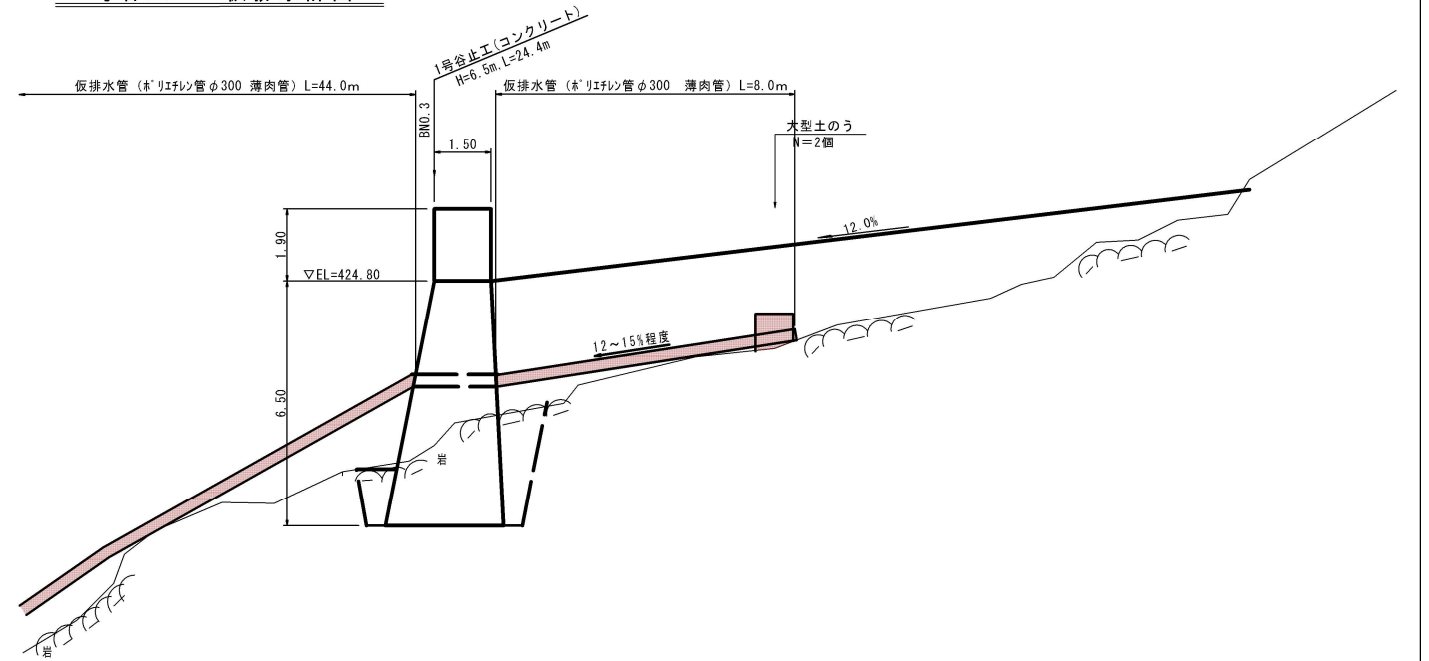 1号谷止工(コンクリート)
H=6.5m、L=24.4m
仮排水管 (ﾎﾟﾘｴﾁﾚﾝ管φ300 薄肉管) L=44.0m
仮排水管 (ﾎﾟﾘｴﾁﾚﾝ管φ300 薄肉管) L=8.0m
BNO.3
大型土のう
N=2個
1.50
1.90
12.0%
▽EL=424.80
12~15%程度
6.50
岩
岩